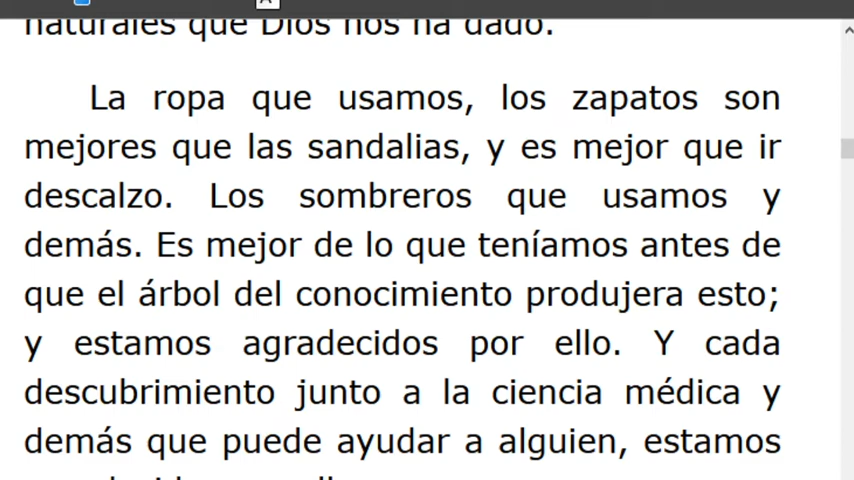 naturales que Dios nos ha dado.
La ropa que usamos, los zapatos son
mejores que las sandalias, y es mejor que ir
descalzo. Los sombreros que usamos y
demás. Es mejor de lo que teníamos antes de
que el árbol del conocimiento produjera esto;
y estamos agradecidos por ello. Y cada
descubrimiento junto a la ciencia médica y
demás que puede ayudar a alguien, estamos